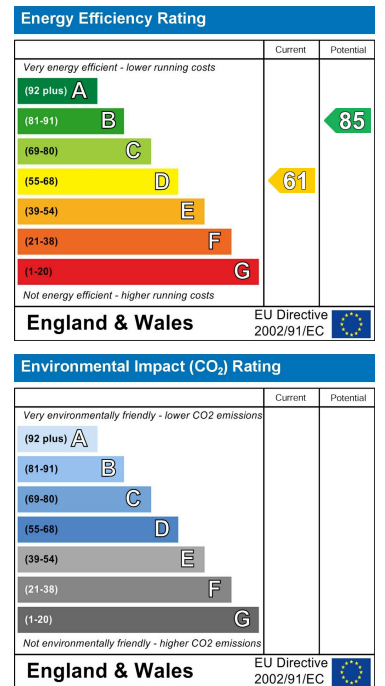 Energy Efficiency Rating
Current Potential
Very energy efficient - lower running costs
(92 plus) A
(81-91) B
85
(69-80) C
(55-68) D
61
(39-54) E
(21-38) F
(1-20) G
Not energy efficient - higher running costs
England & Wales
EU Directive
2002/91/EC
Environmental Impact (CO₂) Rating
Current Potential
Very environmentally friendly - lower CO2 emissions
(92 plus) A
(81-91) B
(69-80) C
(55-68) D
(39-54) E
(21-38) F
(1-20) G
Not environmentally friendly - higher CO2 emissions
England & Wales
EU Directive
2002/91/EC